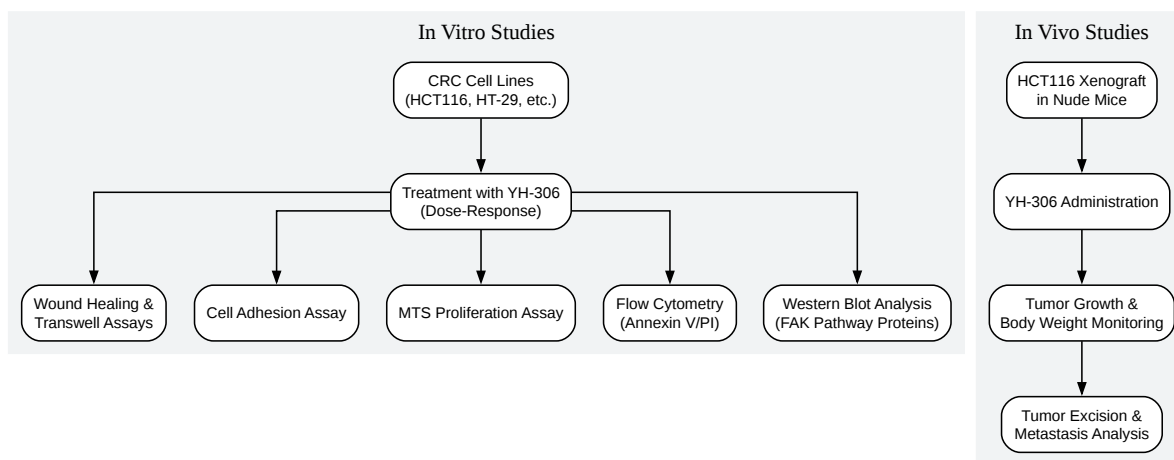 In Vitro Studies
CRC Cell Lines
(HCT116, HT-29, etc.)
Treatment with YH-306
(Dose-Response)
Wound Healing &
Transwell Assays
Cell Adhesion Assay
MTS Proliferation Assay
Flow Cytometry
(Annexin V/PI)
Western Blot Analysis
(FAK Pathway Proteins)
In Vivo Studies
HCT116 Xenograft
in Nude Mice
YH-306 Administration
Tumor Growth &
Body Weight Monitoring
Tumor Excision &
Metastasis Analysis